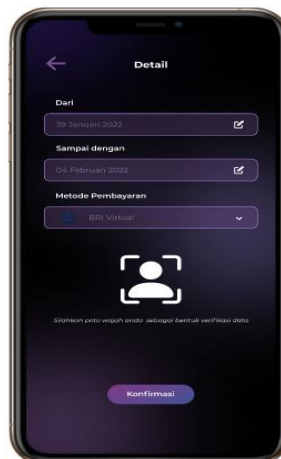 Detail
Dari
29 Januari 2022
Sampai dengan
04 Februari 2022
Metode Pembayaran
BRI Virtual
Silahkan poto wajah anda sebagai bentuk verifikasi data
Konfirmasi